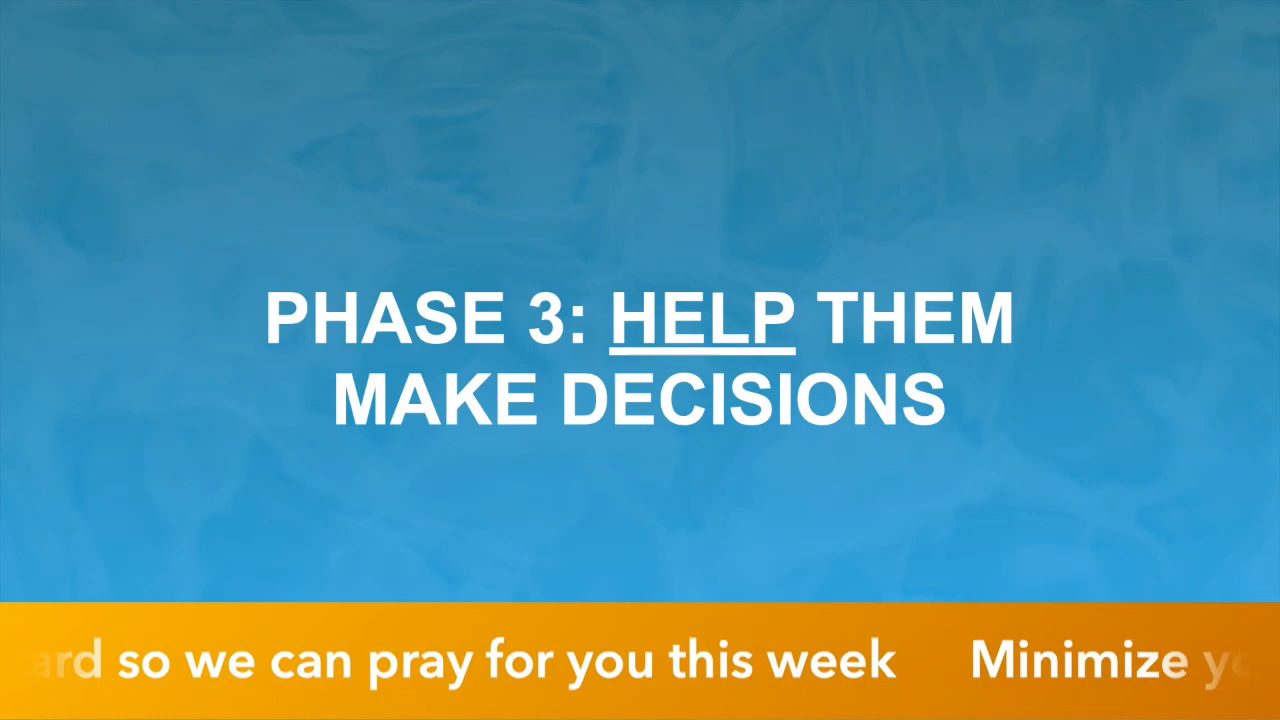 PHASE 3: HELP THEM
MAKE DECISIONS
so we can pray for you this week Minimize